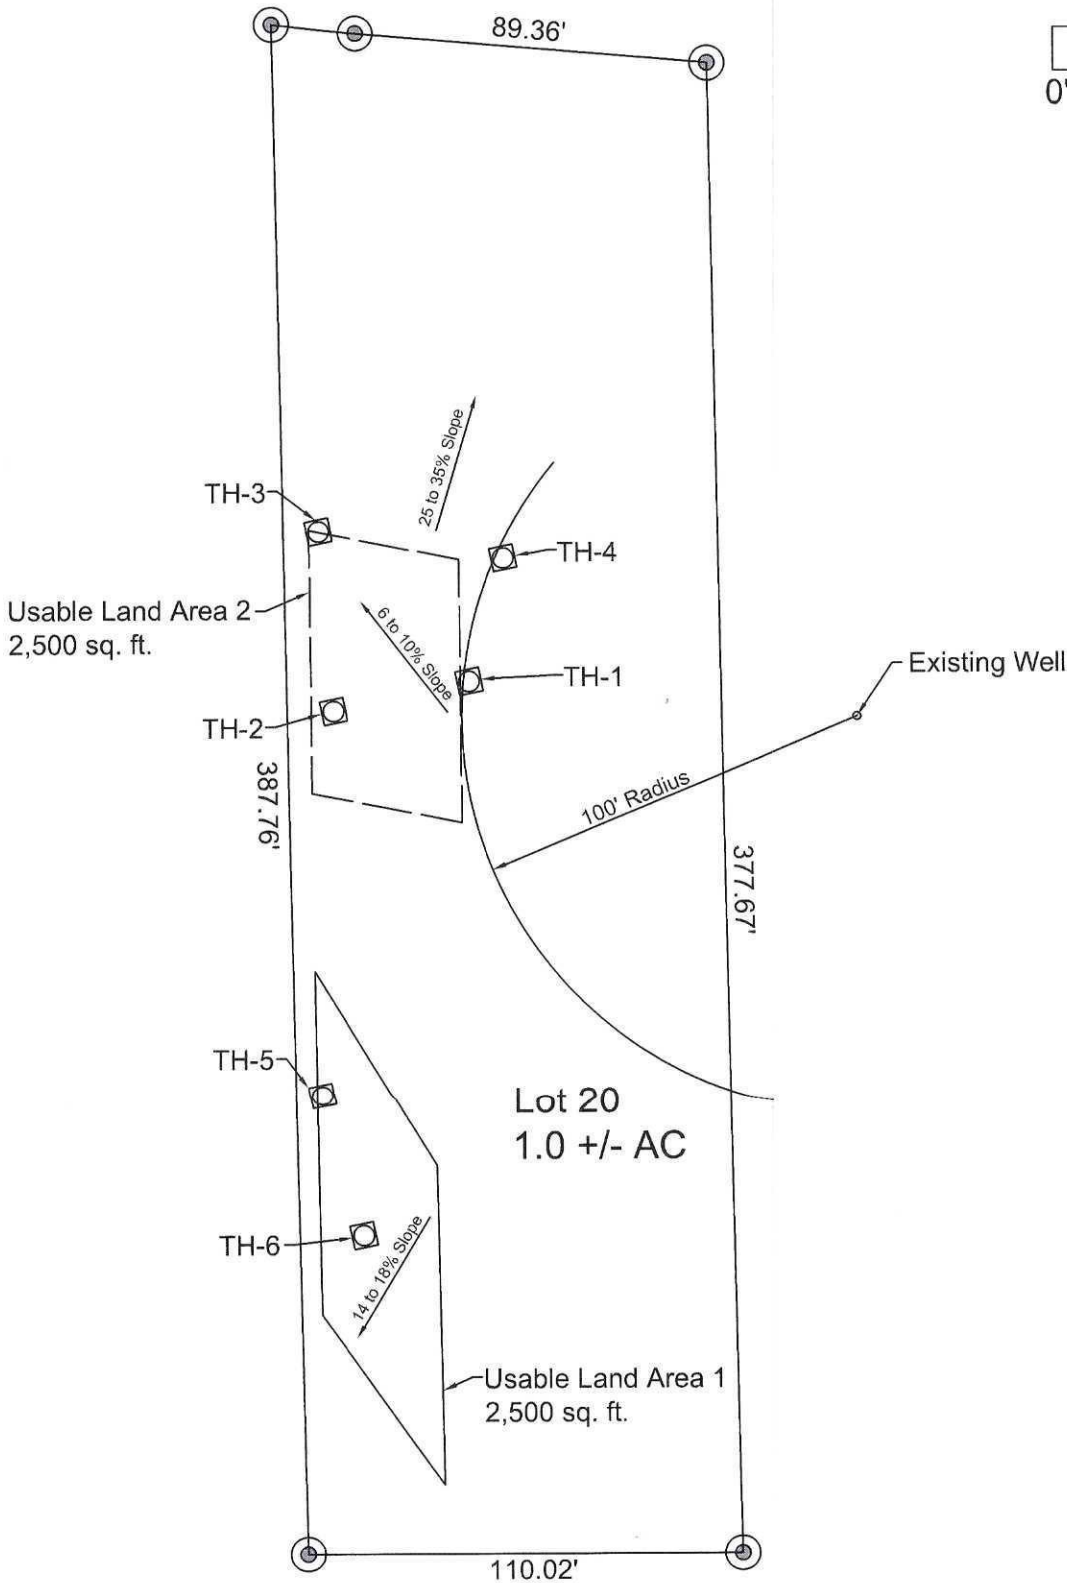 89.36'
0'
25 to 35% Slope
TH-3
TH-4
Usable Land Area 2
2,500 sq. ft.
6 to 10% Slope
TH-1
Existing Well
TH-2
387.76'
100' Radius
377.67'
TH-5
Lot 20
1.0 +/- AC
TH-6
14 to 18% Slope
Usable Land Area 1
2,500 sq. ft.
110.02'